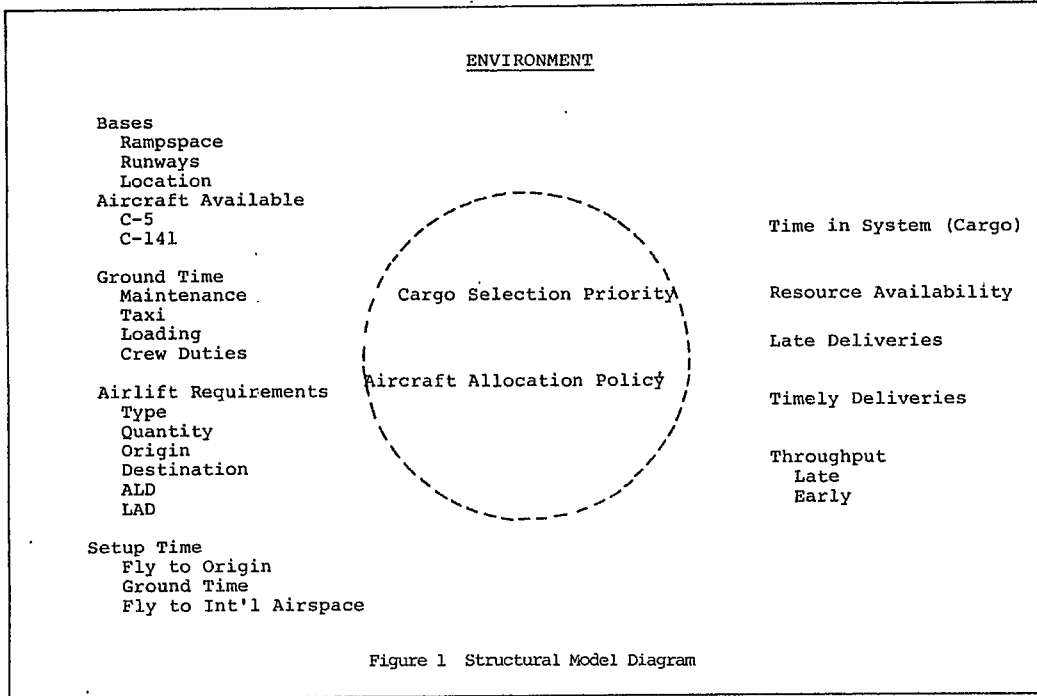 ENVIRONMENT
Bases
Rampspace
Runways
Location
Aircraft Available
C-5
C-141
Ground Time
Maintenance
Taxi
Loading
Crew Duties
Airlift Requirements
Type
Quantity
Origin
Destination
ALD
LAD
Setup Time
Fly to Origin
Ground Time
Fly to Int'l Airspace
Cargo Selection Priority
Aircraft Allocation Policy
Time in System (Cargo)
Resource Availability
Late Deliveries
Timely Deliveries
Throughput
Late
Early
Figure 1 Structural Model Diagram